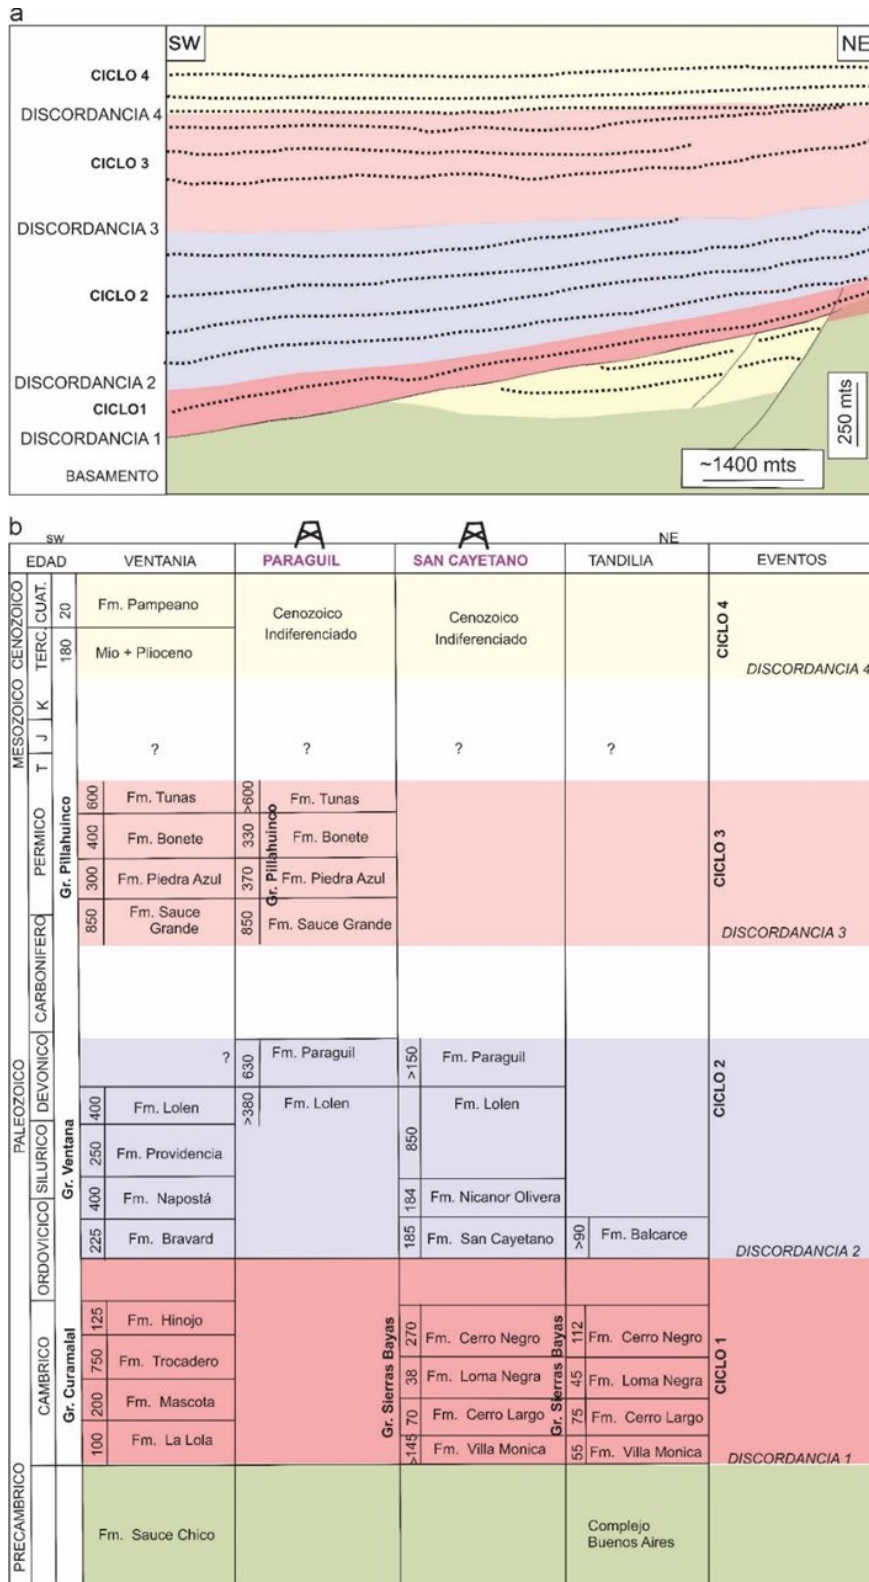 a
SW
NE
CICLO 4
DISCORDANCIA 4
CICLO 3
DISCORDANCIA 3
CICLO 2
DISCORDANCIA 2
CICLO1
DISCORDANCIA 1
BASAMENTO
250 mts
~1400 mts
b
SW
NE
EDAD
VENTANIA
PARAGUIL
SAN CAYETANO
TANDILIA
EVENTOS
CENOZOICO
CUAT.
20
Fm. Pampeano
Cenozoico
Indiferenciado
Cenozoico
Indiferenciado
CICLO 4
TERC.
180
Mio + Plioceno
DISCORDANCIA 4
MESOZOICO
K
J
T
?
?
?
?
PALEOZOICO
PERMICO
Gr. Pillahuinco
600
Fm. Tunas
>600
Fm. Tunas
400
Fm. Bonete
330
Gr. Pillahuinco
Fm. Bonete
CICLO 3
300
Fm. Piedra Azul
370
Fm. Piedra Azul
850
Fm. Sauce
Grande
850
Fm. Sauce Grande
DISCORDANCIA 3
CARBONIFERO
DEVONICO
?
630
Fm. Paraguil
>150
Fm. Paraguil
CICLO 2
Gr. Ventana
400
Fm. Lolen
>380
Fm. Lolen
850
Fm. Lolen
SILURICO
250
Fm. Providencia
400
Fm. Napostá
184
Fm. Nicanor Olivera
ORDOVICICO
225
Fm. Bravard
185
Fm. San Cayetano
>90
Fm. Balcarce
DISCORDANCIA 2
CAMBRICO
Gr. Curamalal
125
Fm. Hinojo
Gr. Sierras Bayas
270
Fm. Cerro Negro
Gr. Sierras Bayas
112
Fm. Cerro Negro
CICLO 1
750
Fm. Trocadero
38
Fm. Loma Negra
45
Fm. Loma Negra
200
Fm. Mascota
70
Fm. Cerro Largo
75
Fm. Cerro Largo
100
Fm. La Lola
>145
Fm. Villa Monica
55
Fm. Villa Monica
DISCORDANCIA 1
PRECAMBRICO
Fm. Sauce Chico
Complejo
Buenos Aires